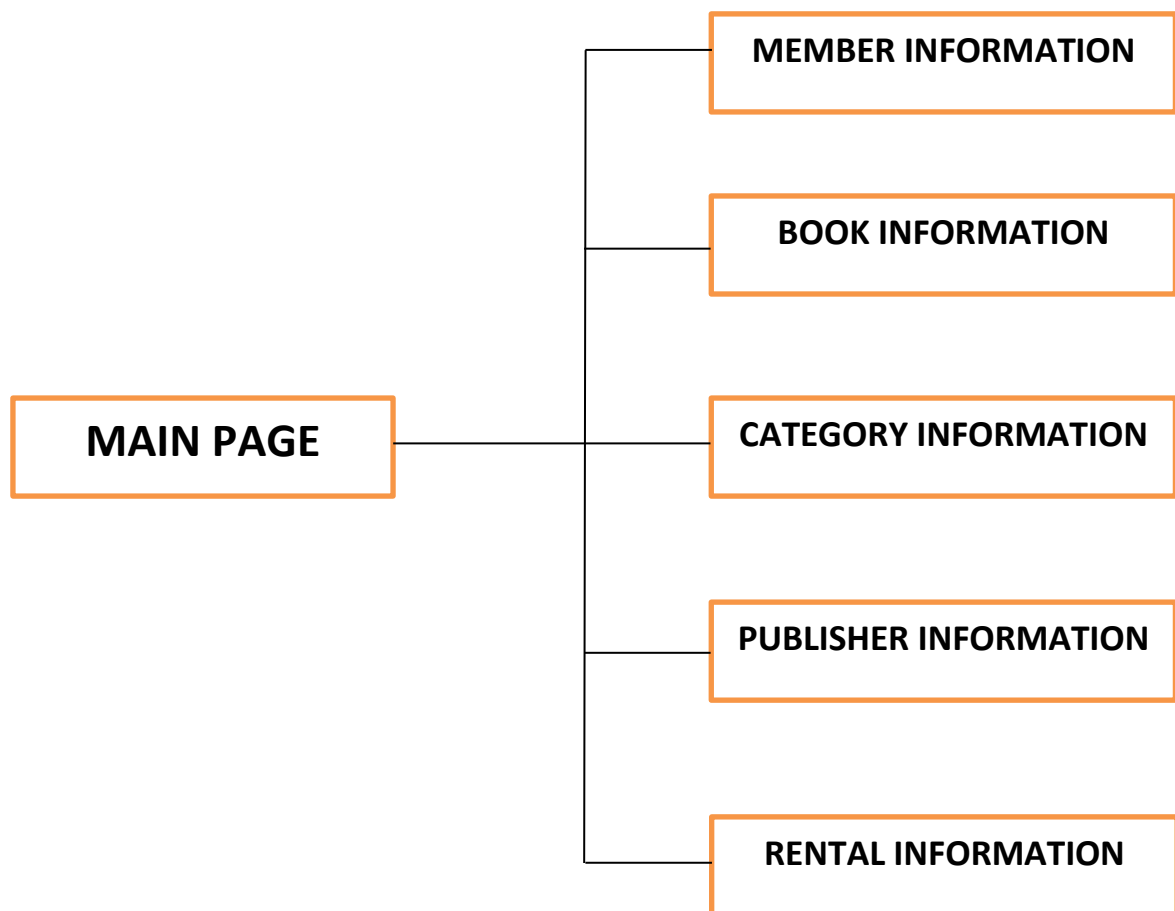 MEMBER INFORMATION
BOOK INFORMATION
MAIN PAGE
CATEGORY INFORMATION
PUBLISHER INFORMATION
RENTAL INFORMATION